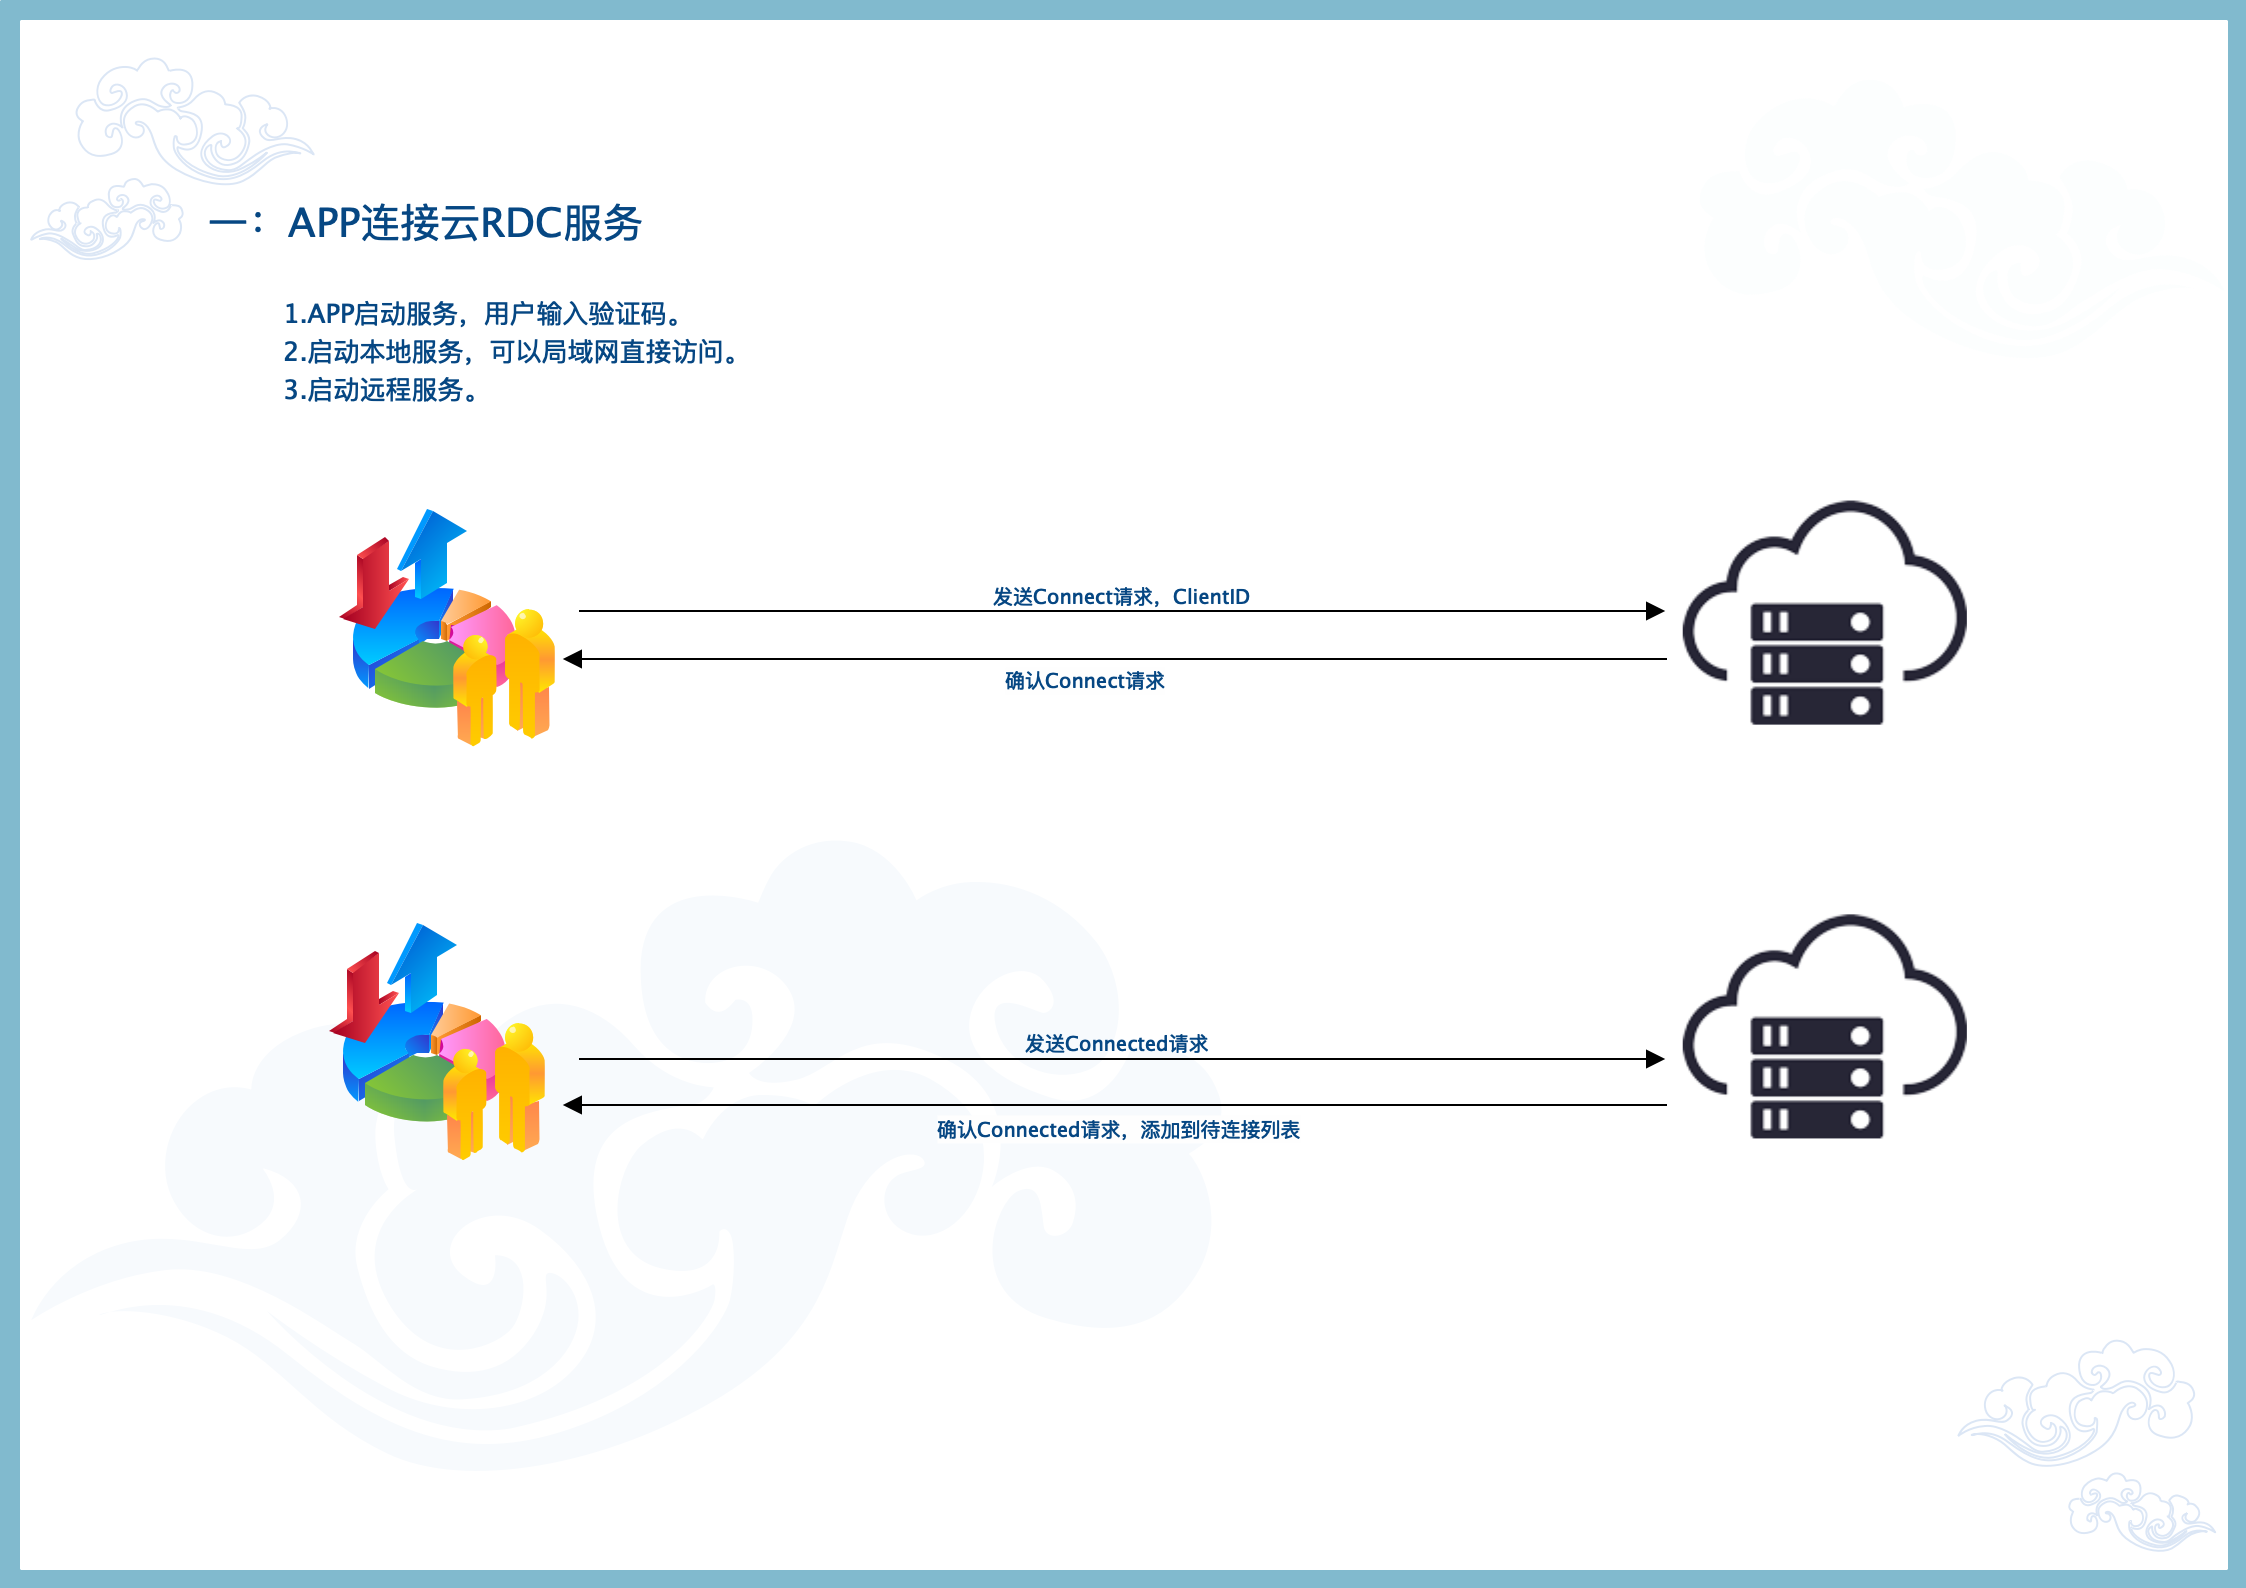 一：APP连接云RDC服务
1.APP启动服务，用户输入验证码。
2.启动本地服务，可以局域网直接访问。
3.启动远程服务。
发送Connect请求，ClientID
确认Connect请求
发送Connected请求
确认Connected请求，添加到待连接列表